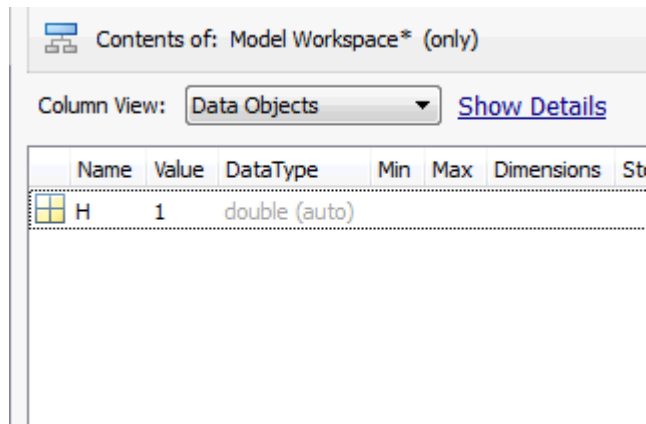 Contents of: Model Workspace* (only)
Column View: Data Objects Show Details
Name Value DataType Min Max Dimensions
H 1 double (auto)